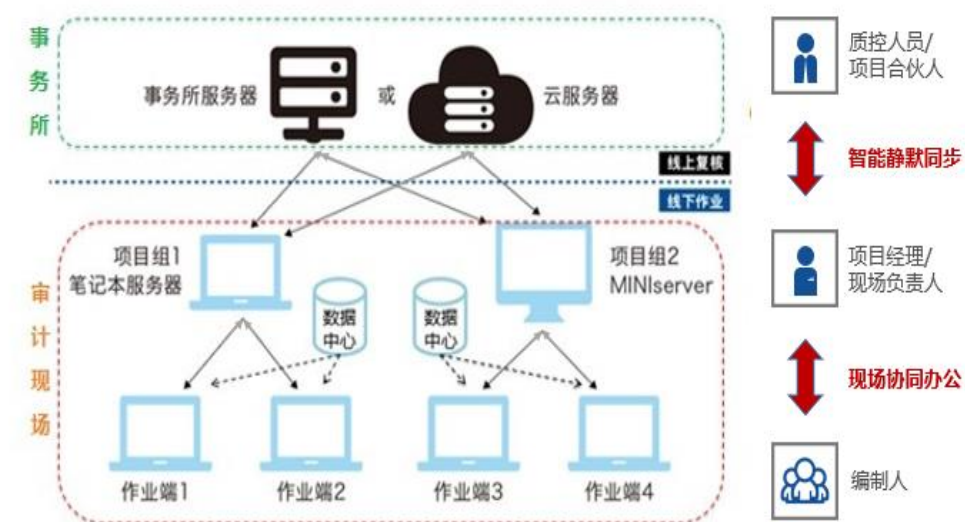 事务所
事务所服务器
或
云服务器
线上复核
线下作业
审计现场
项目组1
笔记本服务器
项目组2
MINIserver
数据
中心
数据
中心
作业端1
作业端2
作业端3
作业端4
质控人员/
项目合伙人
智能静默同步
项目经理/
现场负责人
现场协同办公
编制人